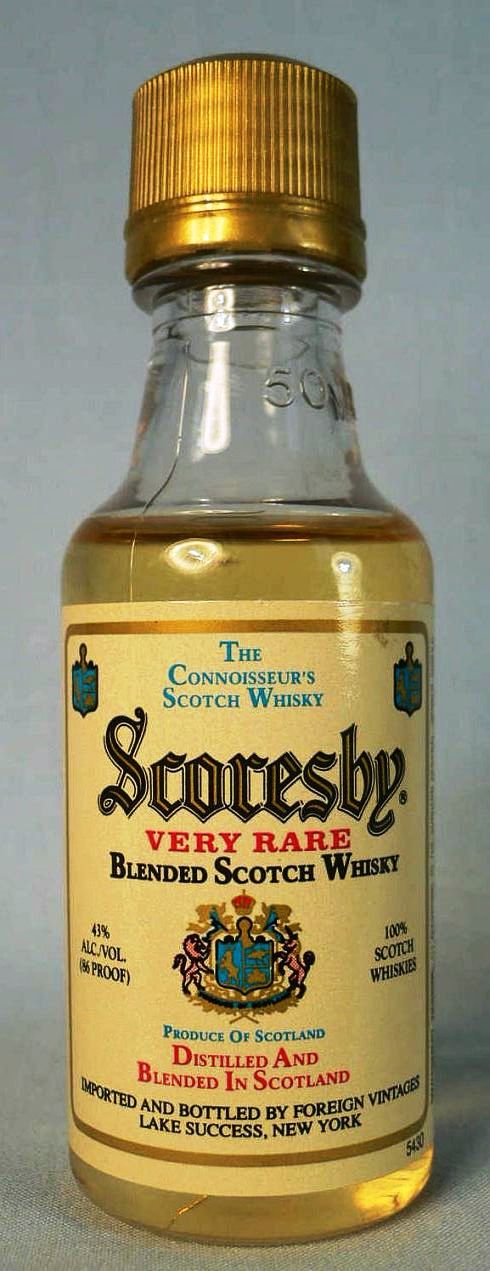 50ML
THE
CONNOISSEUR'S
SCOTCH WHISKY
Scoresby®
VERY RARE
BLENDED SCOTCH WHISKY
43%
ALC./VOL.
(86 PROOF)
100%
SCOTCH
WHISKIES
PRODUCE OF SCOTLAND
DISTILLED AND
BLENDED IN SCOTLAND
IMPORTED AND BOTTLED BY FOREIGN VINTAGES
LAKE SUCCESS, NEW YORK
5430